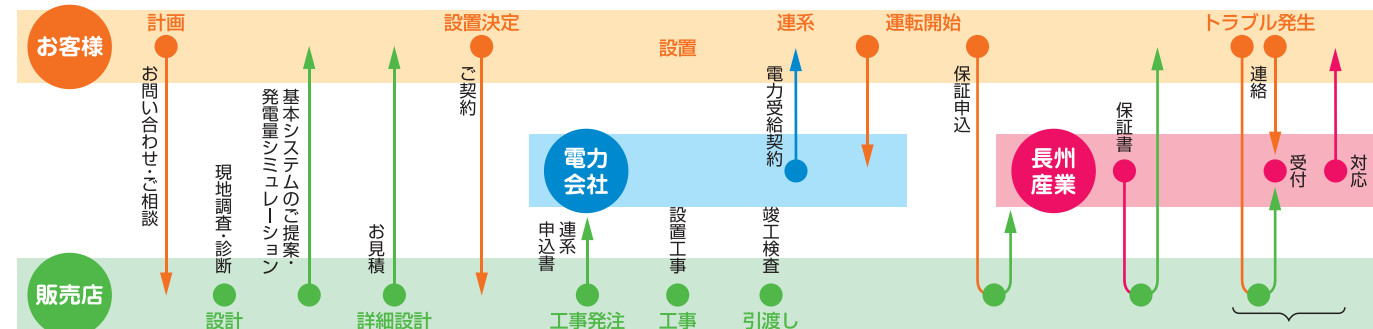 お客様
計画
設置決定
設置
連系
運転開始
トラブル発生
お問い合わせ・ご相談
現地調査・診断
基本システムのご提案・
発電量シミュレーション
お見積
ご契約
連系
申込書
設置工事
竣工検査
電力受給契約
保証申込
保証書
連絡
受付
対応
電力
会社
長州
産業
販売店
設計
詳細設計
工事発注
工事
引渡し